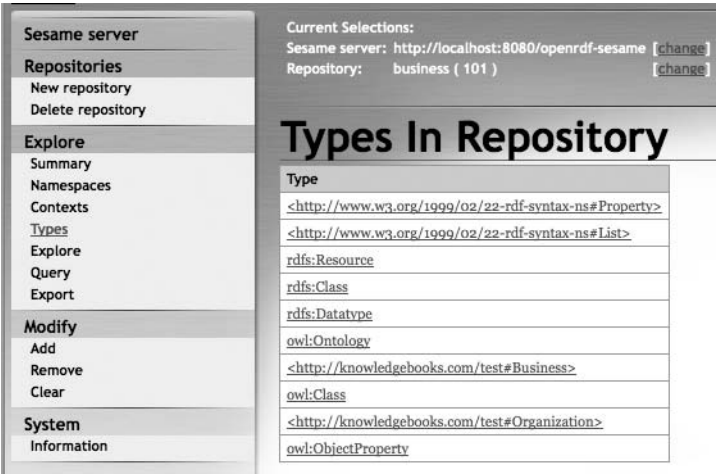 Sesame server
Repositories
New repository
Delete repository
Explore
Summary
Namespaces
Contexts
Types
Explore
Query
Export
Modify
Add
Remove
Clear
System
Information
Current Selections:
Sesame server: http://localhost:8080/openrdf-sesame [change]
Repository: business ( 101 ) [change]
Types In Repository
Type
<http://www.w3.org/1999/02/22-rdf-syntax-ns#Property>
<http://www.w3.org/1999/02/22-rdf-syntax-ns#List>
rdfs:Resource
rdfs:Class
rdfs:Datatype
owl:Ontology
<http://knowledgebooks.com/test#Business>
owl:Class
<http://knowledgebooks.com/test#Organization>
owl:ObjectProperty